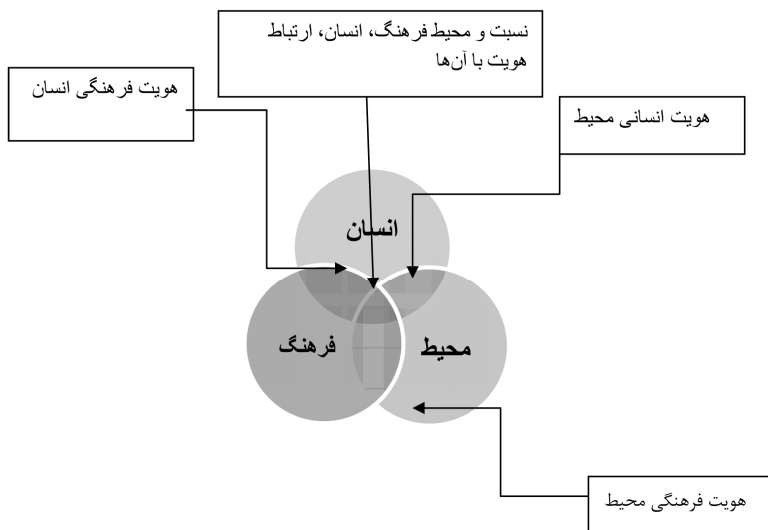 نسبت و محیط فرهنگ، انسان، ارتباط
هویت با آن‌ها
هویت فرهنگی انسان
هویت انسانی محیط
انسان
فرهنگ
محیط
هویت فرهنگی محیط